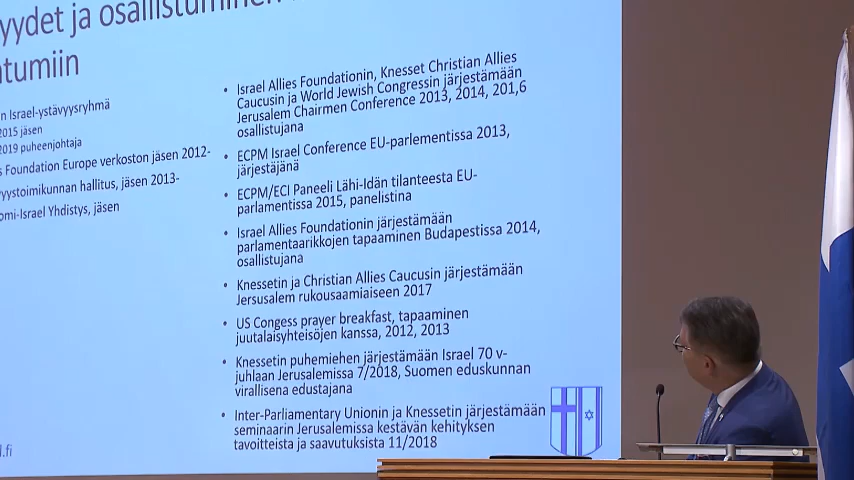 yydet ja osallistuminen
tumiin
n Israel-ystävyysryhmä
2015 jäsen
2019 puheenjohtaja
s Foundation Europe verkoston jäsen 2012-
yystoimikunnan hallitus, jäsen 2013-
omi-Israel Yhdistys, jäsen
• Israel Allies Foundationin, Knesset Christian Allies
Caucusin ja World Jewish Congressin järjestämään
Jerusalem Chairmen Conference 2013, 2014, 201,6
osallistujana
• ECPM Israel Conference EU-parlementissa 2013,
järjestäjänä
• ECPM/ECI Paneeli Lähi-Idän tilanteesta EU-
parlamentissa 2015, panelistina
• Israel Allies Foundationin järjestämään
parlamentaarikkojen tapaaminen Budapestissa 2014,
osallistujana
• Knessetin ja Christian Allies Caucusin järjestämään
Jersusalem rukousaamiaiseen 2017
• US Congess prayer breakfast, tapaaminen
juutalaisyhteisöjen kanssa, 2012, 2013
• Knessetin puhemiehen järjestämään Israel 70 v-
juhlaan Jerusalemissa 7/2018, Suomen eduskunnan
virallisena edustajana
• Inter-Parliamentary Unionin ja Knessetin järjestämään
seminaarin Jerusalemissa kestävän kehityksen
tavoitteista ja saavutuksista 11/2018
l.fi